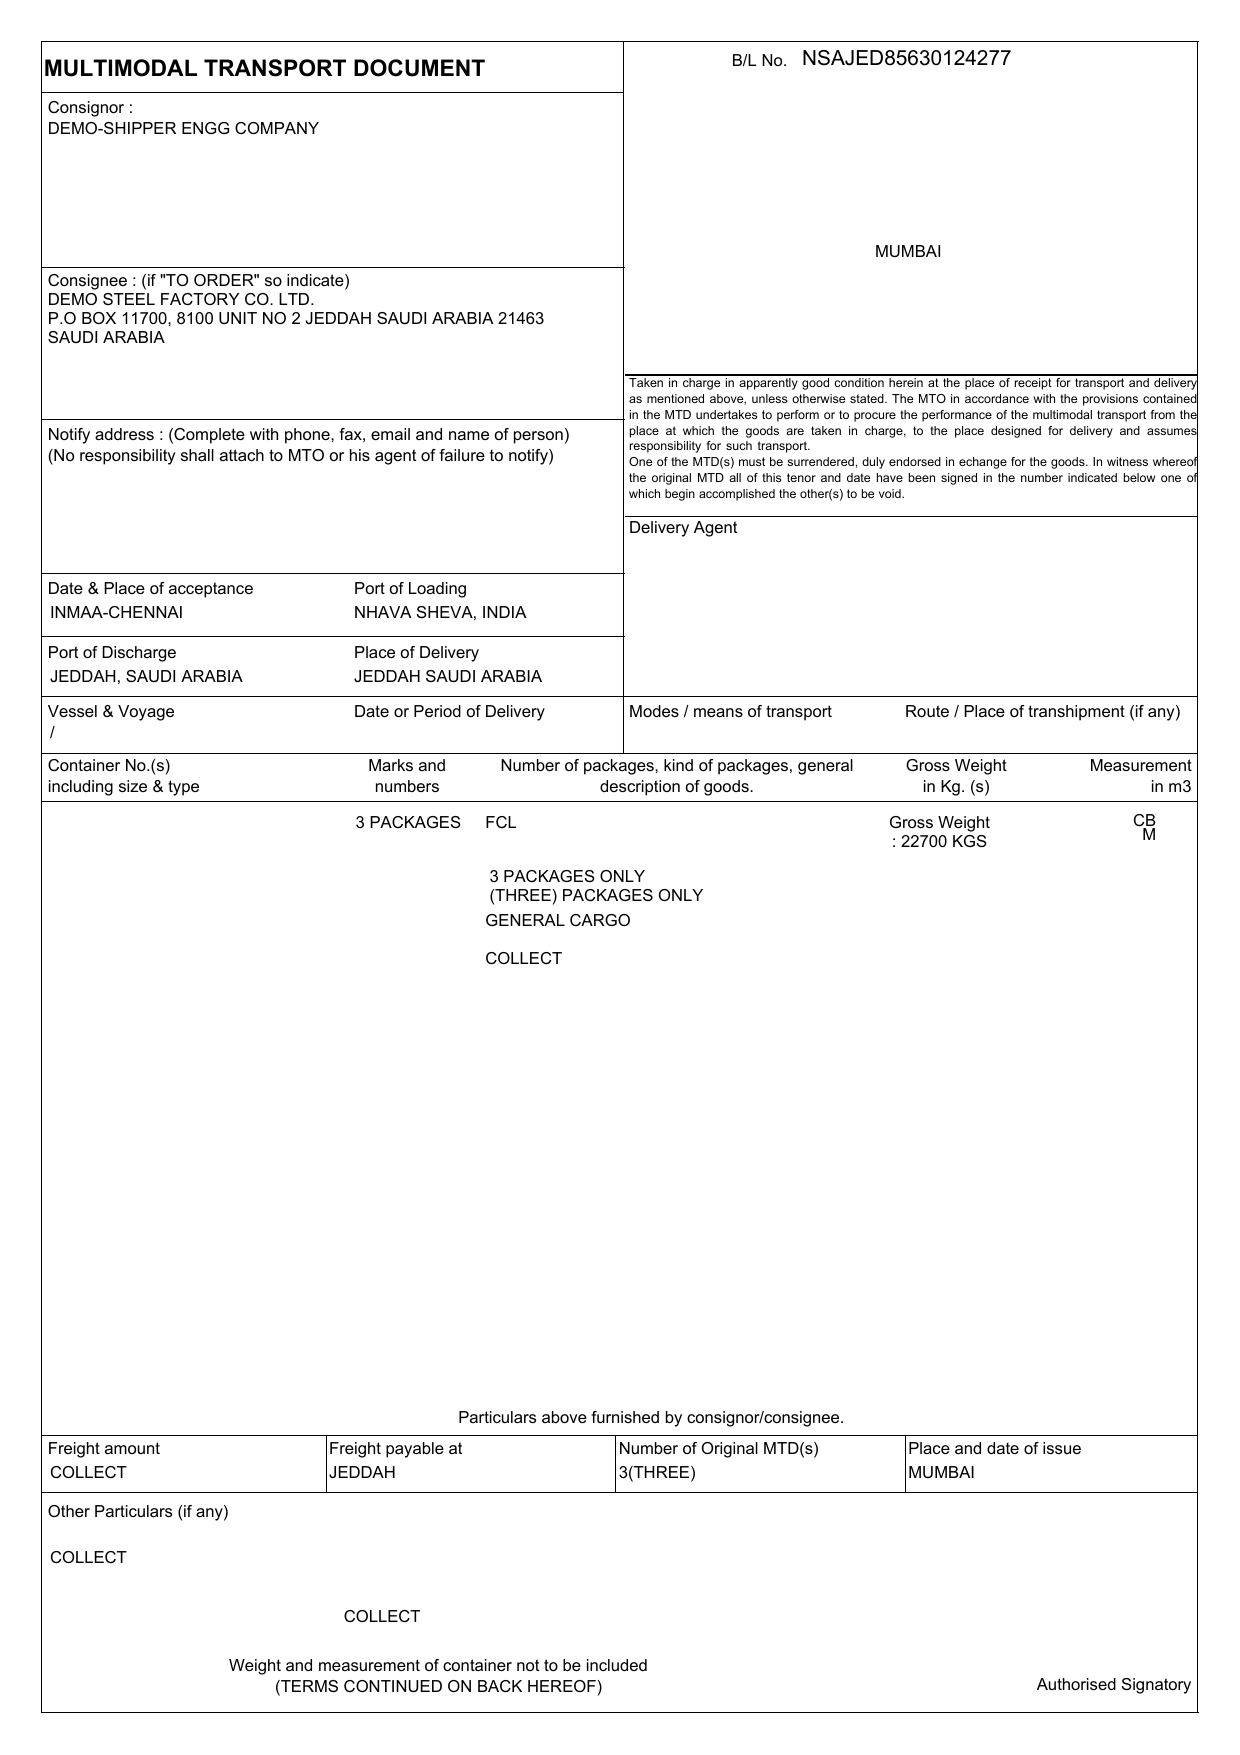 MULTIMODAL TRANSPORT DOCUMENT
B/L No. NSAJED85630124277
Consignor :
DEMO-SHIPPER ENGG COMPANY
MUMBAI
Consignee : (if "TO ORDER" so indicate)
DEMO STEEL FACTORY CO. LTD.
P.O BOX 11700, 8100 UNIT NO 2 JEDDAH SAUDI ARABIA 21463
SAUDI ARABIA
Taken in charge in apparently good condition herein at the place of receipt for transport and delivery
as mentioned above, unless otherwise stated. The MTO in accordance with the provisions contained
in the MTD undertakes to perform or to procure the performance of the multimodal transport from the
place at which the goods are taken in charge, to the place designed for delivery and assumes
responsibility for such transport.
One of the MTD(s) must be surrendered, duly endorsed in echange for the goods. In witness whereof
the original MTD all of this tenor and date have been signed in the number indicated below one of
which begin accomplished the other(s) to be void.
Notify address : (Complete with phone, fax, email and name of person)
(No responsibility shall attach to MTO or his agent of failure to notify)
Delivery Agent
Date & Place of acceptance Port of Loading
INMAA-CHENNAI NHAVA SHEVA, INDIA
Port of Discharge Place of Delivery
JEDDAH, SAUDI ARABIA JEDDAH SAUDI ARABIA
Vessel & Voyage Date or Period of Delivery Modes / means of transport Route / Place of transhipment (if any)
/
Container No.(s) Marks and Number of packages, kind of packages, general Gross Weight Measurement
including size & type numbers description of goods. in Kg. (s) in m3
3 PACKAGES FCL Gross Weight CB
: 22700 KGS M
3 PACKAGES ONLY
(THREE) PACKAGES ONLY
GENERAL CARGO
COLLECT
Particulars above furnished by consignor/consignee.
Freight amount Freight payable at Number of Original MTD(s) Place and date of issue
COLLECT JEDDAH 3(THREE) MUMBAI
Other Particulars (if any)
COLLECT
COLLECT
Weight and measurement of container not to be included
(TERMS CONTINUED ON BACK HEREOF) Authorised Signatory